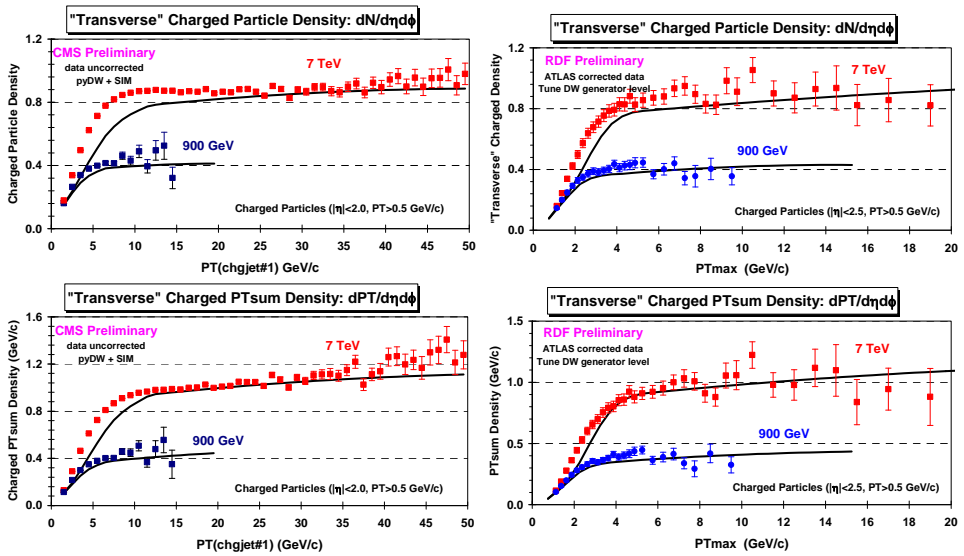 "Transverse" Charged Particle Density: dN/dηdϕ
1.2
0.8
0.4
0.0
Charged Particle Density
CMS Preliminary
data uncorrected
pyDW + SIM
7 TeV
900 GeV
Charged Particles (|η|<2.0, PT>0.5 GeV/c)
0 5 10 15 20 25 30 35 40 45 50
PT(chgjet#1) GeV/c
"Transverse" Charged Particle Density: dN/dηdϕ
1.2
0.8
0.4
0.0
"Transverse" Charged Density
RDF Preliminary
ATLAS corrected data
Tune DW generator level
7 TeV
900 GeV
Charged Particles (|η|<2.5, PT>0.5 GeV/c)
0 2 4 6 8 10 12 14 16 18 20
PTmax (GeV/c)
"Transverse" Charged PTsum Density: dPT/dηdϕ
1.6
1.2
0.8
0.4
0.0
Charged PTsum Density (GeV/c)
CMS Preliminary
data uncorrected
pyDW + SIM
7 TeV
900 GeV
Charged Particles (|η|<2.0, PT>0.5 GeV/c)
0 5 10 15 20 25 30 35 40 45 50
PT(chgjet#1) (GeV/c)
"Transverse" Charged PTsum Density: dPT/dηdϕ
1.5
1.0
0.5
0.0
PTsum Density (GeV/c)
RDF Preliminary
ATLAS corrected data
Tune DW generator level
7 TeV
900 GeV
Charged Particles (|η|<2.5, PT>0.5 GeV/c)
0 2 4 6 8 10 12 14 16 18 20
PTmax (GeV/c)